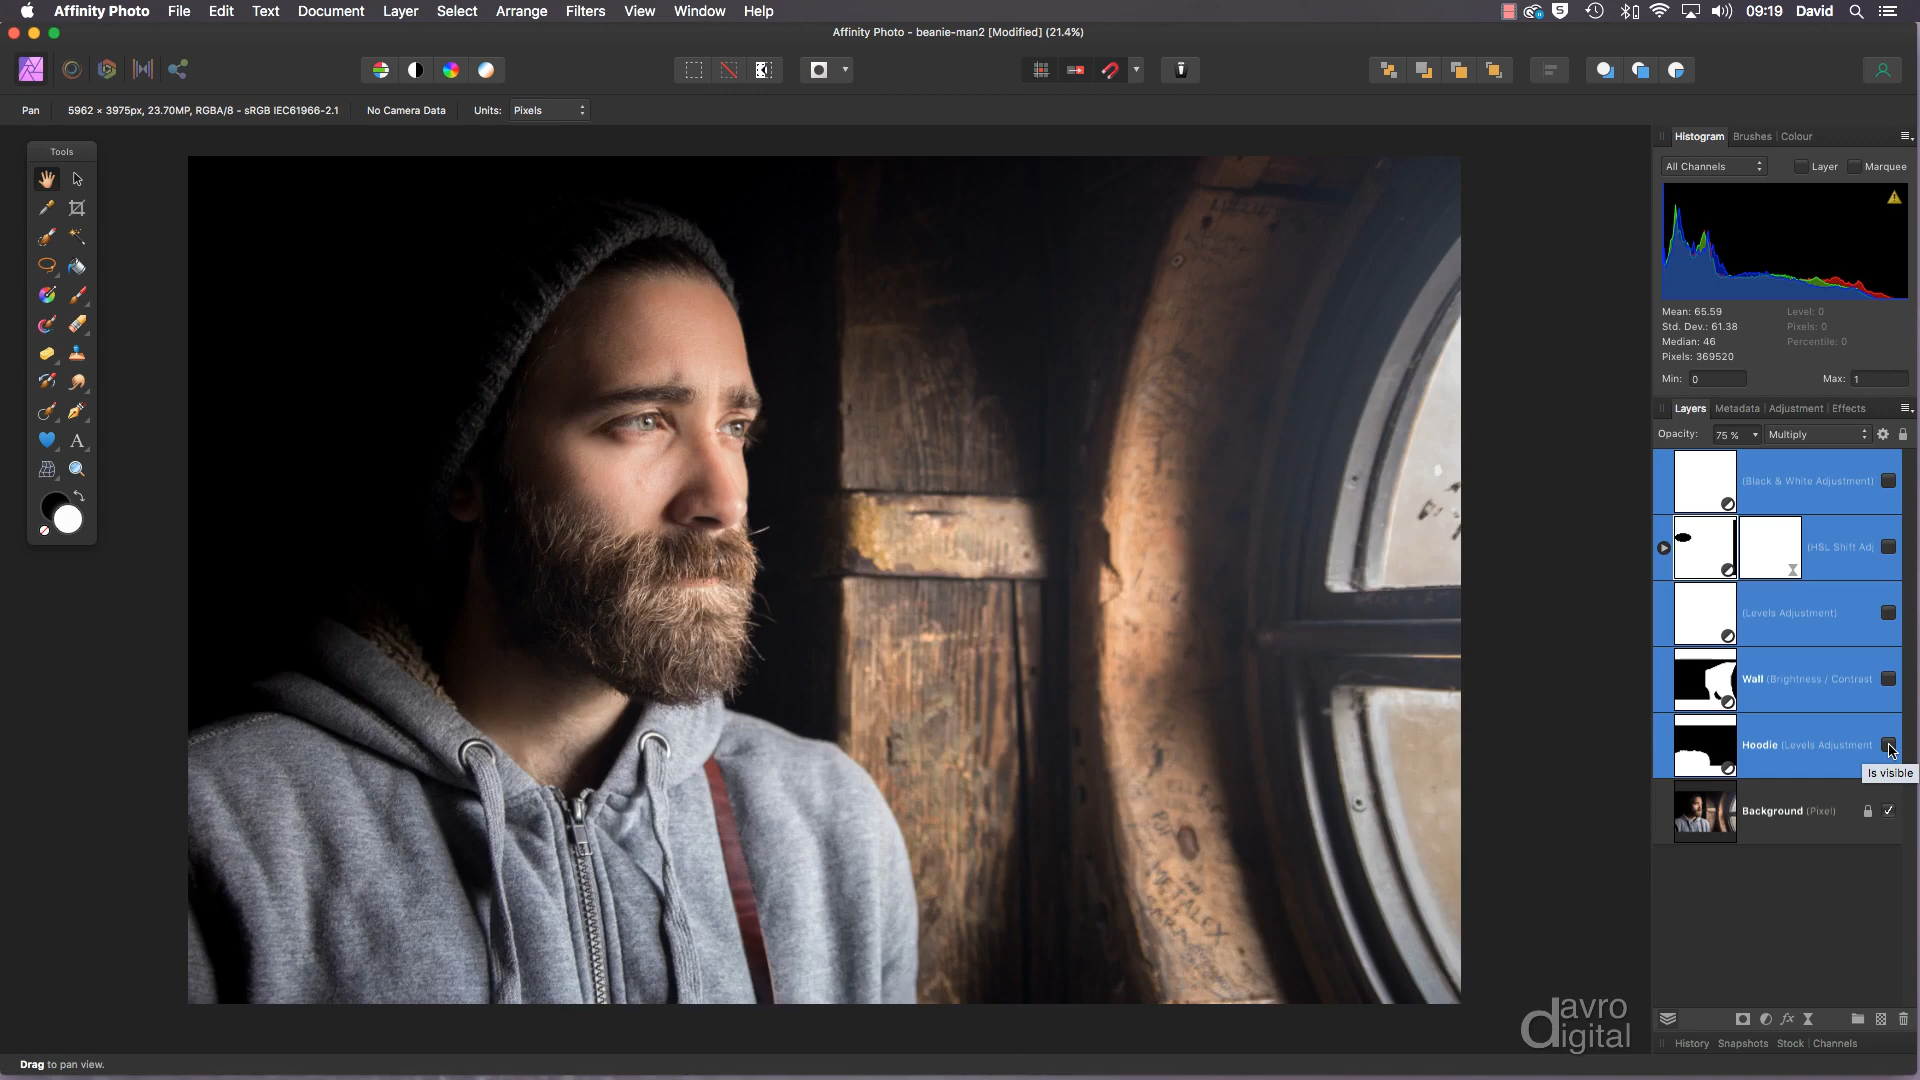 Affinity Photo File Edit Text Document Layer Select Arrange Filters View Window Help 09:19 David
Affinity Photo - beanie-man2 [Modified] (21.4%)
Pan 5962 × 3975px, 23.70MP, RGBA/8 - sRGB IEC61966-2.1 No Camera Data Units: Pixels
Tools
Histogram Brushes Colour
All Channels Layer Marquee
Mean: 65.59 Level: 0
Std. Dev.: 61.38 Pixels: 0
Median: 46 Percentile: 0
Pixels: 369520
Min: 0 Max: 1
Layers Metadata Adjustment Effects
Opacity: 75 % Multiply
(Black & White Adjustment)
(HSL Shift Adj
(Levels Adjustment)
Wall (Brightness / Contrast
Hoodie (Levels Adjustment
Is visible
Background (Pixel)
davro
digital
History Snapshots Stock Channels
Drag to pan view.